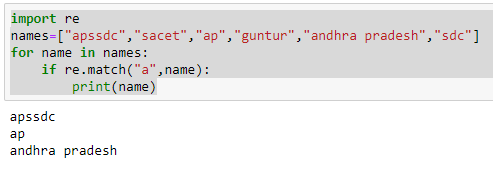 import re
names=["apssdc","sacet","ap","guntur","andhra pradesh","sdc"]
for name in names:
    if re.match("a",name):
        print(name)
apssdc
ap
andhra pradesh